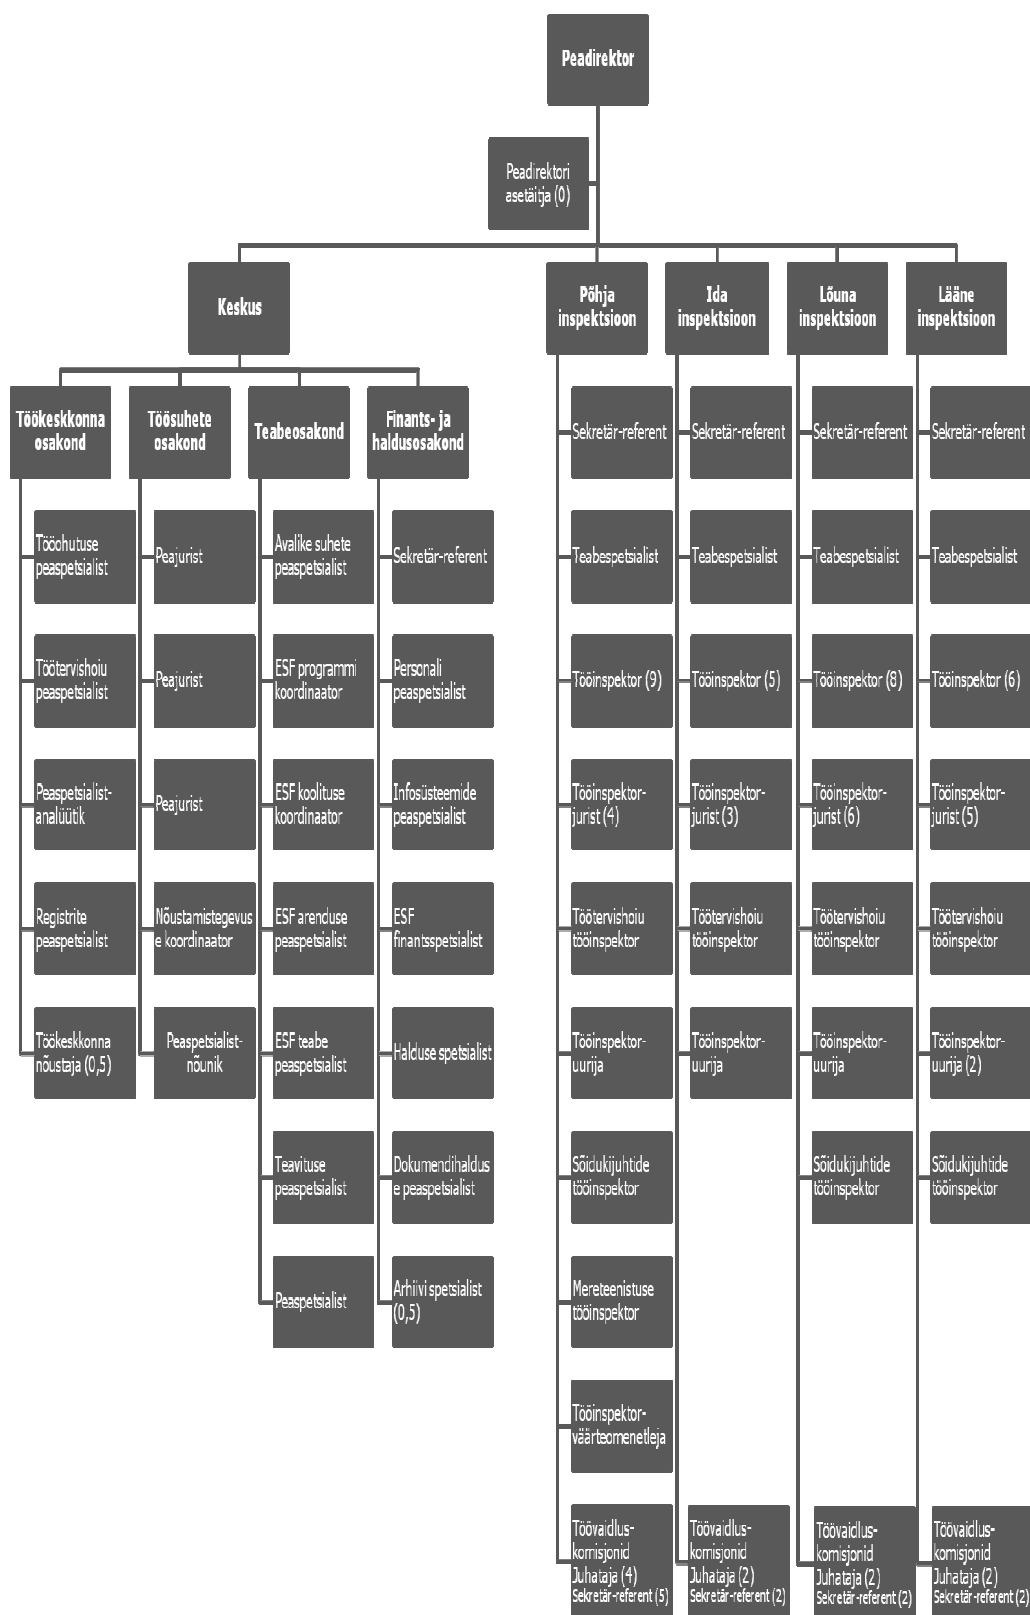 Peadirektor
Peadirektori
asetäitja (0)
Keskus
Põhja
inspektsioon
Ida
inspektsioon
Lõuna
inspektsioon
Lääne
inspektsioon
Töökeskkonna
osakond
Töösuhete
osakond
Teabeosakond
Finants- ja
haldusosakond
Tööohutuse
peaspetsialist
Töötervishoiu
peaspetsialist
Peaspetsialist-
analüütik
Registrite
peaspetsialist
Töökeskkonna
nõustaja (0,5)
Peajurist
Peajurist
Peajurist
Nõustamistegevus
e koordinaator
Peaspetsialist-
nõunik
Avalike suhete
peaspetsialist
ESF programmi
koordinaator
ESF koolituse
koordinaator
ESF arenduse
peaspetsialist
ESF teabe
peaspetsialist
Teavituse
peaspetsialist
Peaspetsialist
Sekretär-referent
Personali
peaspetsialist
Infosüsteemide
peaspetsialist
ESF
finantsspetsialist
Halduse spetsialist
Dokumendihaldus
e peaspetsialist
Arhiivi spetsialist
(0,5)
Sekretär-referent
Teabespetsialist
Tööinspektor (9)
Tööinspektor-
jurist (4)
Töötervishoiu
tööinspektor
Tööinspektor-
uurija
Sõidukijuhtide
tööinspektor
Mereteenistuse
tööinspektor
Tööinspektor-
väärteomenetleja
Töövaidlus-
komisjonid
Juhataja (4)
Sekretär-referent (5)
Sekretär-referent
Teabespetsialist
Tööinspektor (5)
Tööinspektor-
jurist (3)
Töötervishoiu
tööinspektor
Tööinspektor-
uurija
Töövaidlus-
komisjonid
Juhataja (2)
Sekretär-referent (2)
Sekretär-referent
Teabespetsialist
Tööinspektor (8)
Tööinspektor-
jurist (6)
Töötervishoiu
tööinspektor
Tööinspektor-
uurija
Sõidukijuhtide
tööinspektor
Töövaidlus-
komisjonid
Juhataja (2)
Sekretär-referent (2)
Sekretär-referent
Teabespetsialist
Tööinspektor (6)
Tööinspektor-
jurist (5)
Töötervishoiu
tööinspektor
Tööinspektor-
uurija (2)
Sõidukijuhtide
tööinspektor
Töövaidlus-
komisjonid
Juhataja (2)
Sekretär-referent (2)